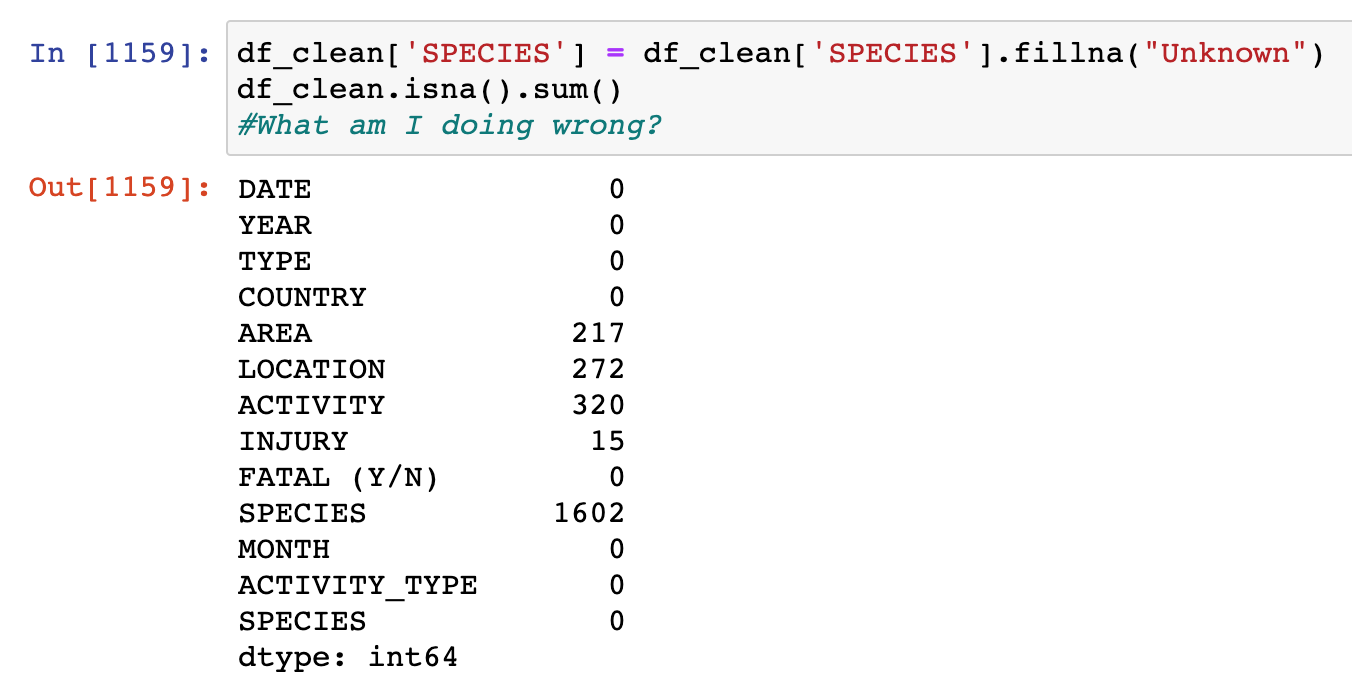 In [1159]: df_clean['SPECIES'] = df_clean['SPECIES'].fillna("Unknown")
df_clean.isna().sum()
#What am I doing wrong?
Out[1159]: DATE 0
YEAR 0
TYPE 0
COUNTRY 0
AREA 217
LOCATION 272
ACTIVITY 320
INJURY 15
FATAL (Y/N) 0
SPECIES 1602
MONTH 0
ACTIVITY_TYPE 0
SPECIES 0
dtype: int64